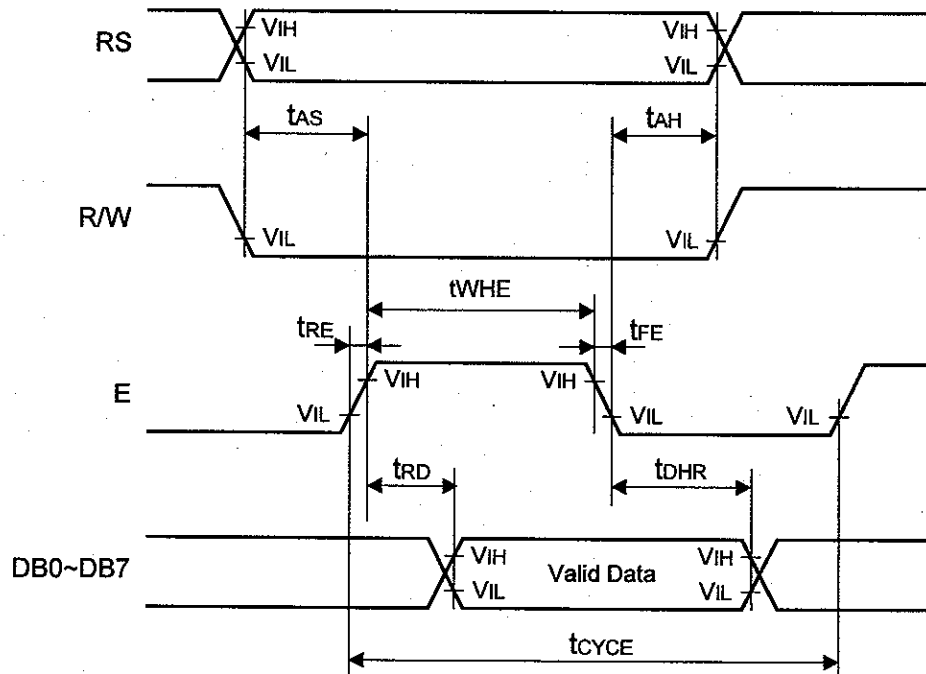 RS
VIH
VIL
VIH
VIL
tAS
tAH
R/W
VIL
VIL
tWHE
tRE
tFE
E
VIH
VIL
VIH
VIL
VIL
tRD
tDHR
DB0~DB7
VIH
VIL
Valid Data
VIH
VIL
tCYCE